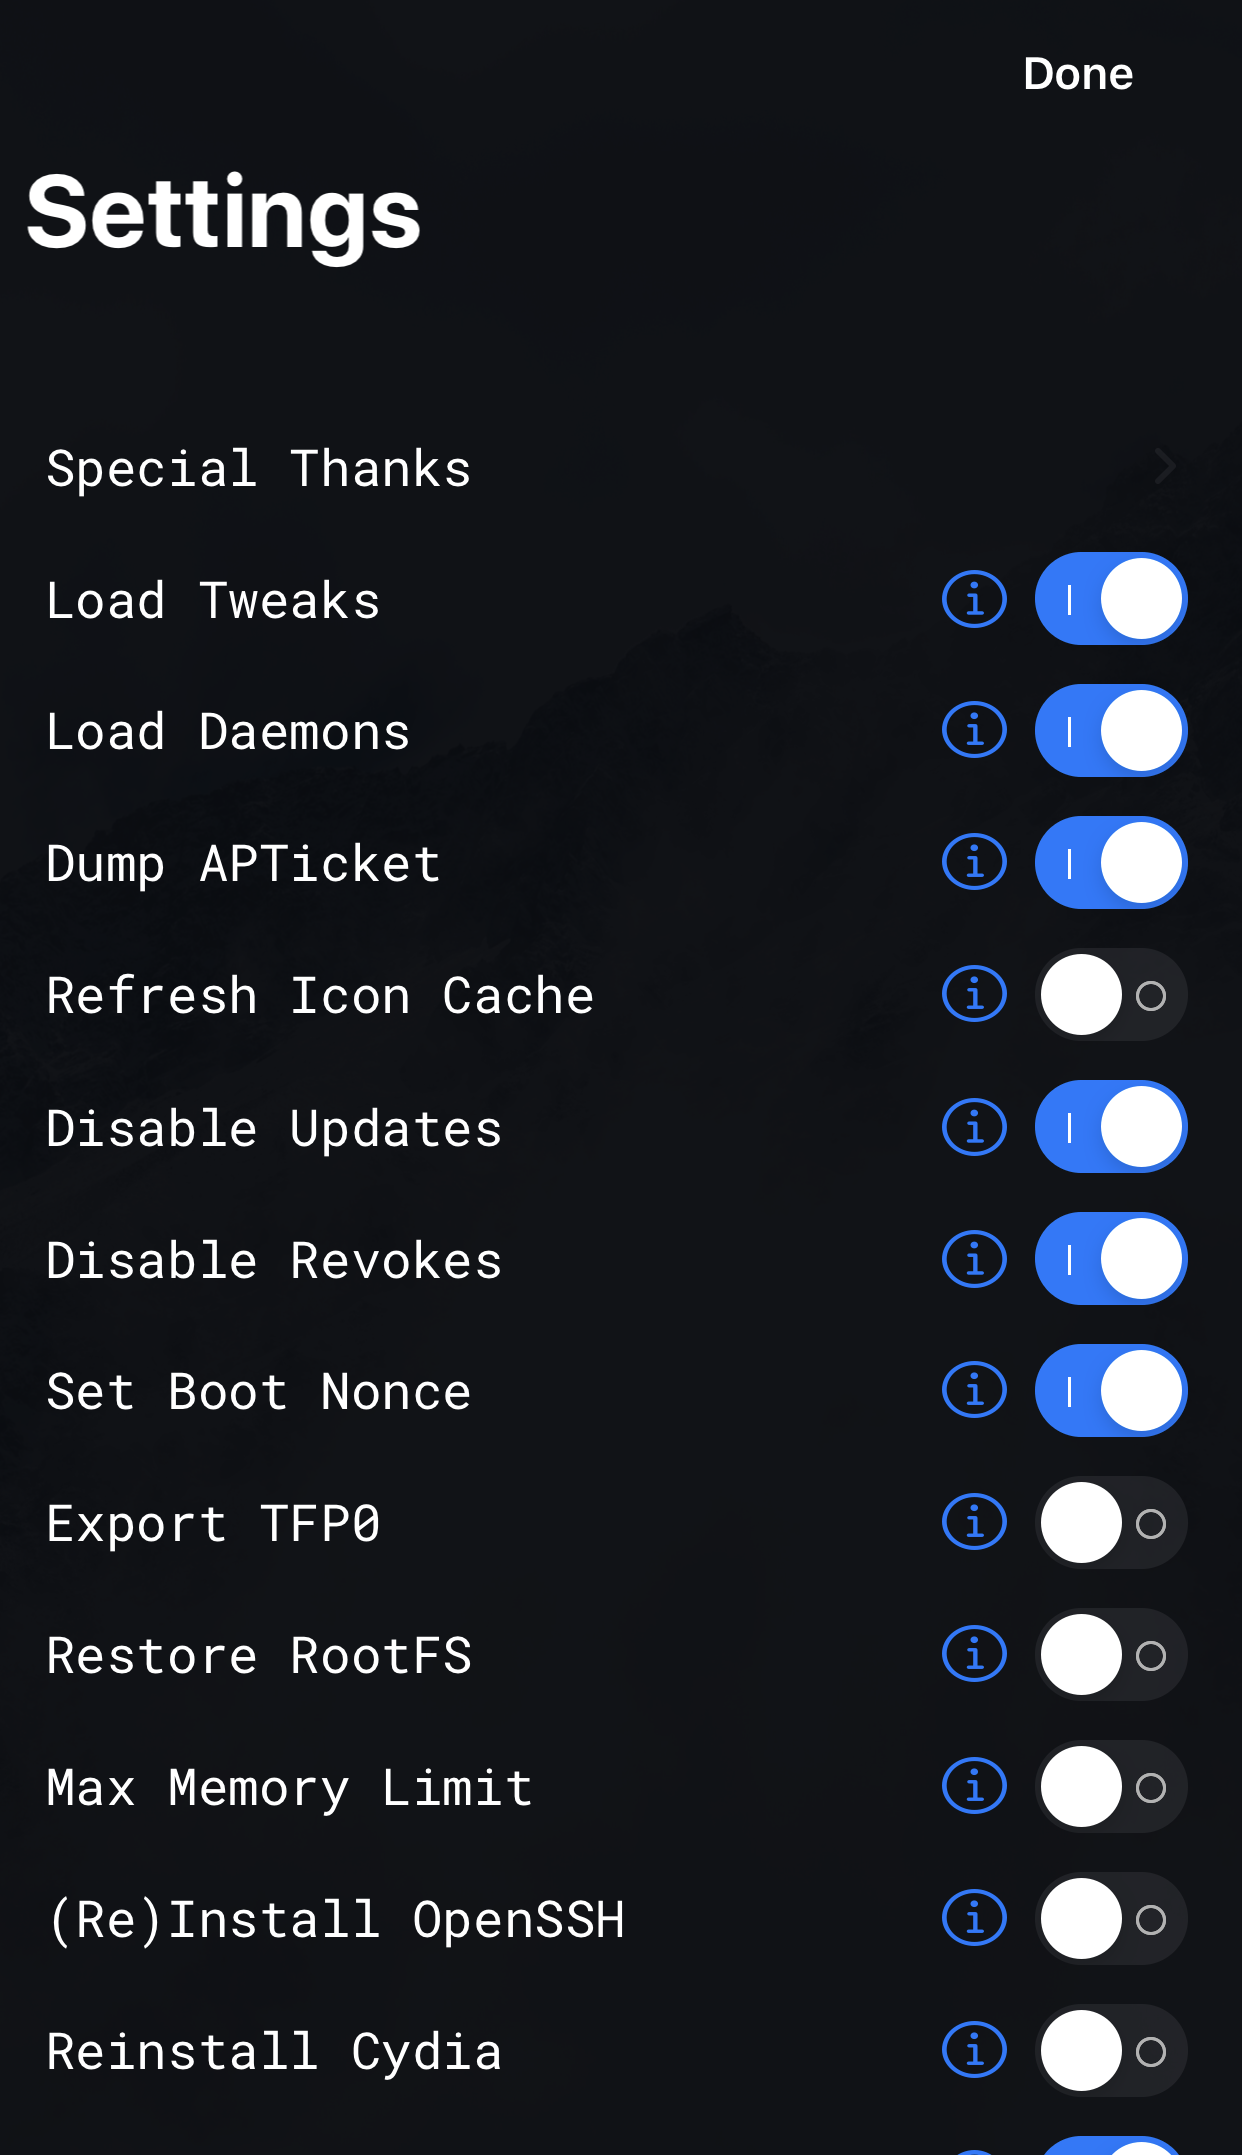 Done
Settings
Special Thanks
Load Tweaks
Load Daemons
Dump APTicket
Refresh Icon Cache
Disable Updates
Disable Revokes
Set Boot Nonce
Export TFP0
Restore RootFS
Max Memory Limit
(Re)Install OpenSSH
Reinstall Cydia